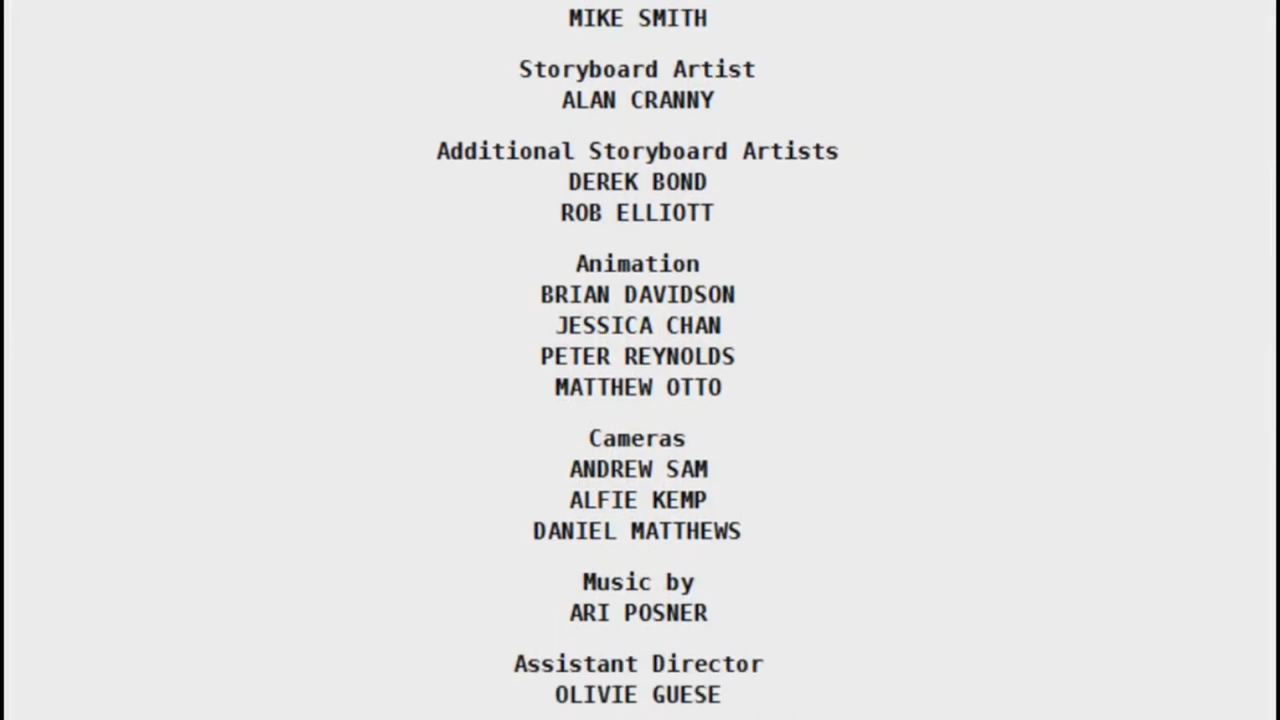 MIKE SMITH
Storyboard Artist
ALAN CRANNY
Additional Storyboard Artists
DEREK BOND
ROB ELLIOTT
Animation
BRIAN DAVIDSON
JESSICA CHAN
PETER REYNOLDS
MATTHEW OTTO
Cameras
ANDREW SAM
ALFIE KEMP
DANIEL MATTHEWS
Music by
ARI POSNER
Assistant Director
OLIVIE GUESE